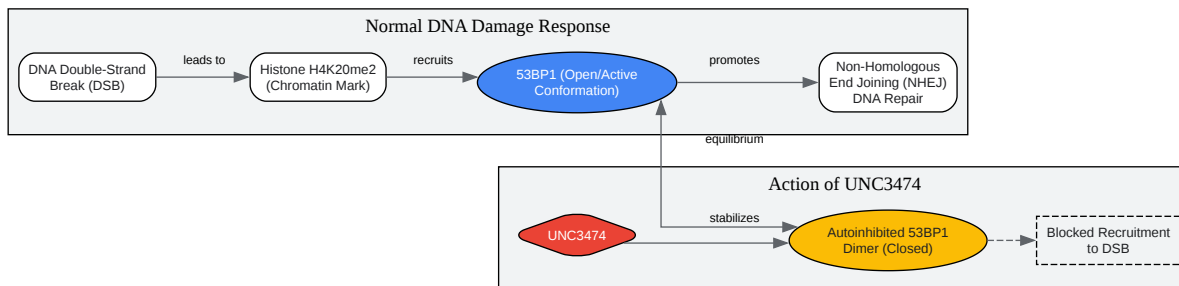 Normal DNA Damage Response
DNA Double-Strand
Break (DSB)
leads to
Histone H4K20me2
(Chromatin Mark)
recruits
53BP1 (Open/Active
Conformation)
promotes
Non-Homologous
End Joining (NHEJ)
DNA Repair
equilibrium
Action of UNC3474
UNC3474
stabilizes
Autoinhibited 53BP1
Dimer (Closed)
Blocked Recruitment
to DSB